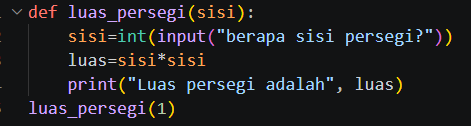 def luas_persegi(sisi):
    sisi=int(input("berapa sisi persegi?"))
    luas=sisi*sisi
    print("Luas persegi adalah", luas)
luas_persegi(1)